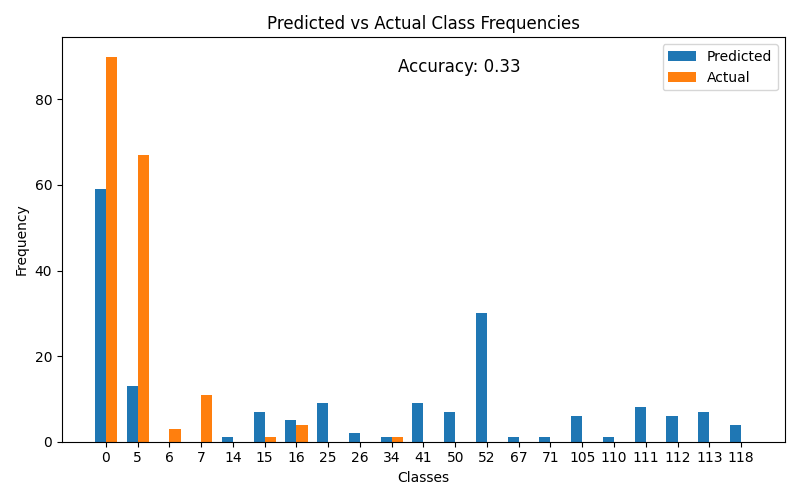 Predicted vs Actual Class Frequencies
Accuracy: 0.33
Predicted
Actual
Frequency
80
60
40
20
0
0 5 6 7 14 15 16 25 26 34 41 50 52 67 71 105 110 111 112 113 118
Classes